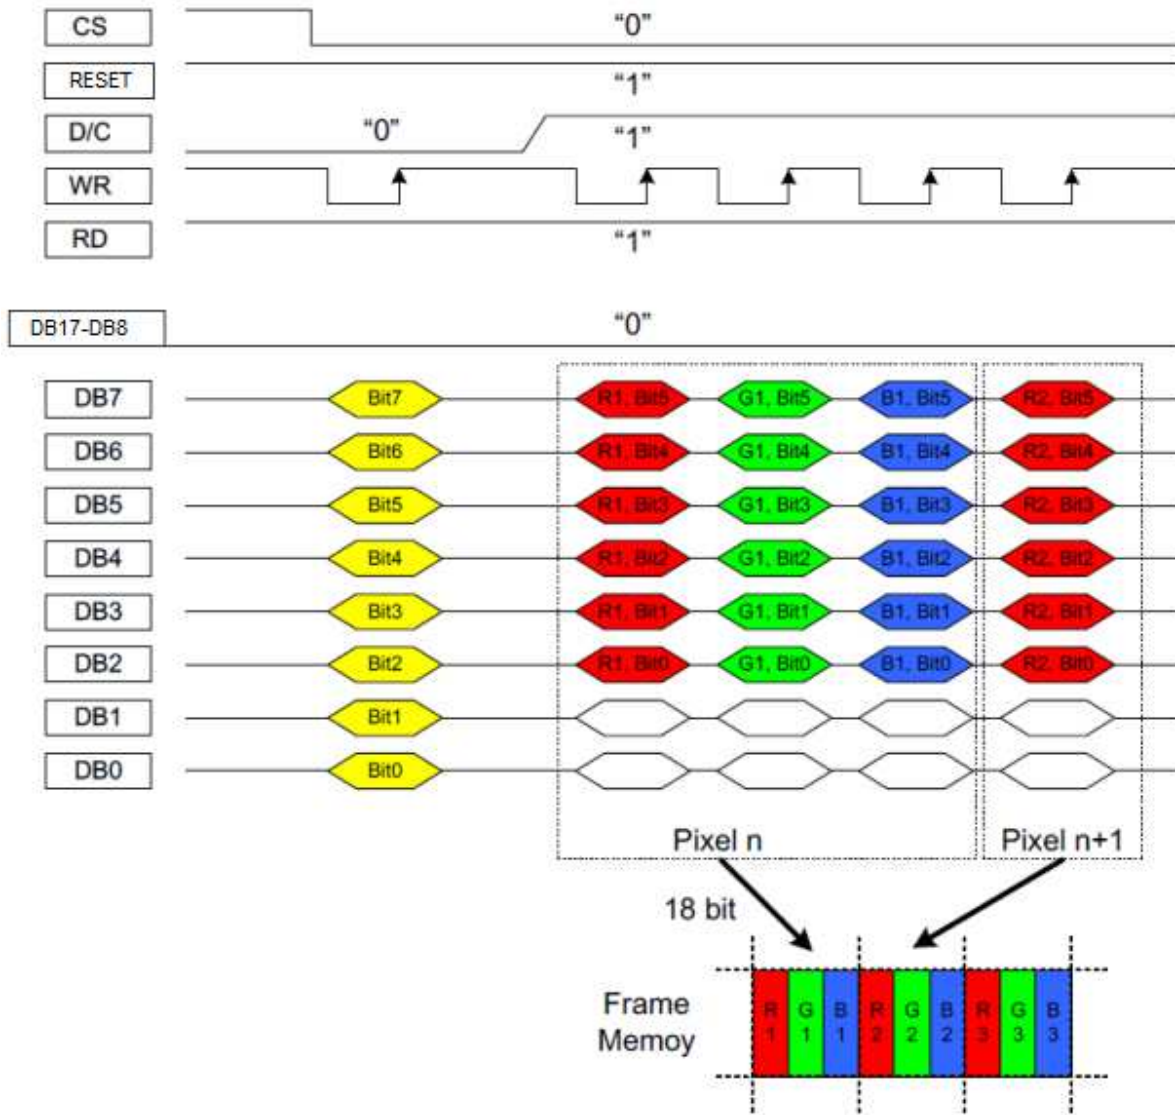 CS “0”
RESET “1”
D/C “0” “1”
WR
RD “1”
DB17-DB8 “0”
DB7 Bit7 R1, Bit5 G1, Bit5 B1, Bit5 R2, Bit5
DB6 Bit6 R1, Bit4 G1, Bit4 B1, Bit4 R2, Bit4
DB5 Bit5 R1, Bit3 G1, Bit3 B1, Bit3 R2, Bit3
DB4 Bit4 R1, Bit2 G1, Bit2 B1, Bit2 R2, Bit2
DB3 Bit3 R1, Bit1 G1, Bit1 B1, Bit1 R2, Bit1
DB2 Bit2 R1, Bit0 G1, Bit0 B1, Bit0 R2, Bit0
DB1 Bit1
DB0 Bit0
Pixel n Pixel n+1
18 bit
Frame
Memoy
R G B R G B R G B
1 1 1 2 2 2 3 3 3